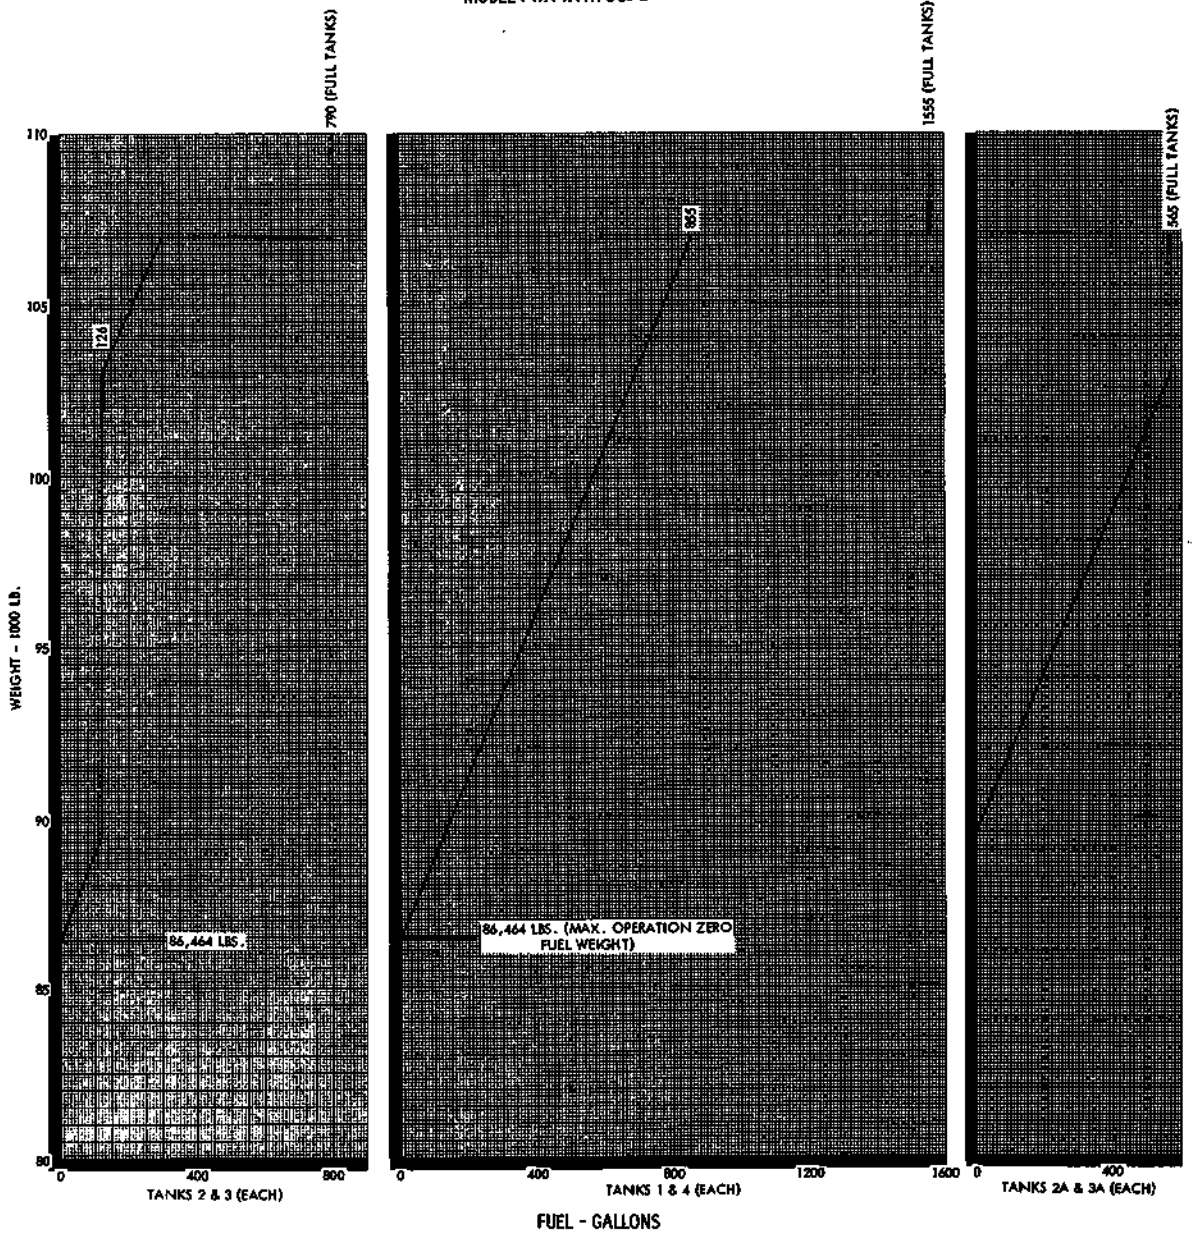 790 (FULL TANKS)
1555 (FULL TANKS)
565 (FULL TANKS)
110
105
100
95
90
85
80
WEIGHT - 1000 LB.
126
855
86,464 LBS.
86,464 LBS. (MAX. OPERATION ZERO
FUEL WEIGHT)
0 400 800
0 400 800 1200 1600
0 400
TANKS 2 & 3 (EACH)
TANKS 1 & 4 (EACH)
TANKS 2A & 3A (EACH)
FUEL - GALLONS